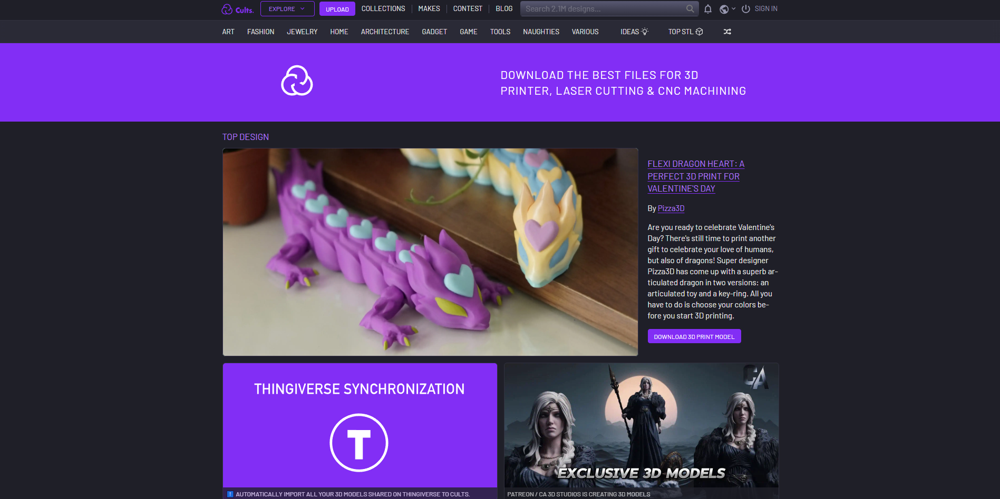 Cults.
EXPLORE
UPLOAD
COLLECTIONS
MAKES
CONTEST
BLOG
Search 2.1M designs...
SIGN IN
ART
FASHION
JEWELRY
HOME
ARCHITECTURE
GADGET
GAME
TOOLS
NAUGHTIES
VARIOUS
IDEAS
TOP STL
DOWNLOAD THE BEST FILES FOR 3D
PRINTER, LASER CUTTING & CNC MACHINING
TOP DESIGN
FLEXI DRAGON HEART: A
PERFECT 3D PRINT FOR
VALENTINE'S DAY
By Pizza3D
Are you ready to celebrate Valentine's
Day? There's still time to print another
gift to celebrate your love of humans,
but also of dragons! Super designer
Pizza3D has come up with a superb ar-
ticulated dragon in two versions: an
articulated toy and a key-ring. All you
have to do is choose your colors be-
fore you start 3D printing.
DOWNLOAD 3D PRINT MODEL
THINGIVERSE SYNCHRONIZATION
T
⬆️ AUTOMATICALLY IMPORT ALL YOUR 3D MODELS SHARED ON THINGIVERSE TO CULTS.
CA
EXCLUSIVE 3D MODELS
PATREON / CA 3D STUDIOS IS CREATING 3D MODELS